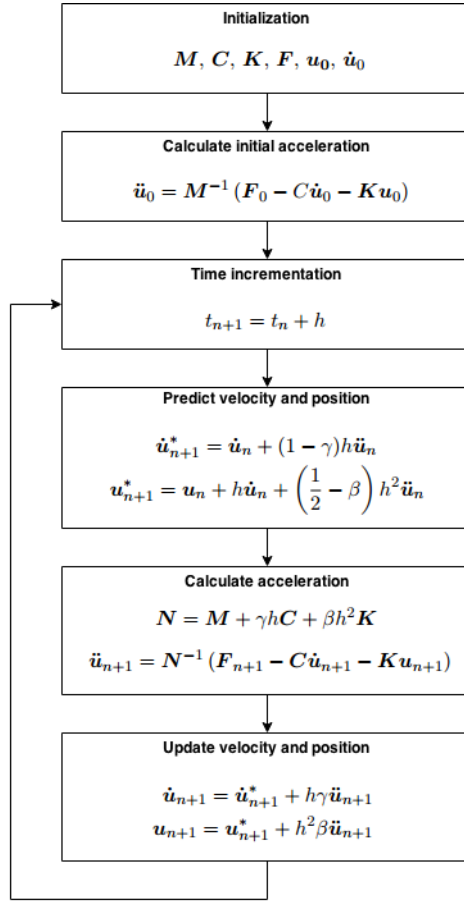 Initialization
M, C, K, F, u₀, u̇₀
Calculate initial acceleration
ü₀ = M⁻¹ (F₀ − Cu̇₀ − Ku₀)
Time incrementation
tₙ₊₁ = tₙ + h
Predict velocity and position
u̇*ₙ₊₁ = u̇ₙ + (1 − γ)hüₙ
u*ₙ₊₁ = uₙ + hu̇ₙ + (1/2 − β) h²üₙ
Calculate acceleration
N = M + γhC + βh²K
üₙ₊₁ = N⁻¹ (Fₙ₊₁ − Cu̇ₙ₊₁ − Kuₙ₊₁)
Update velocity and position
u̇ₙ₊₁ = u̇*ₙ₊₁ + hγüₙ₊₁
uₙ₊₁ = u*ₙ₊₁ + h²βüₙ₊₁